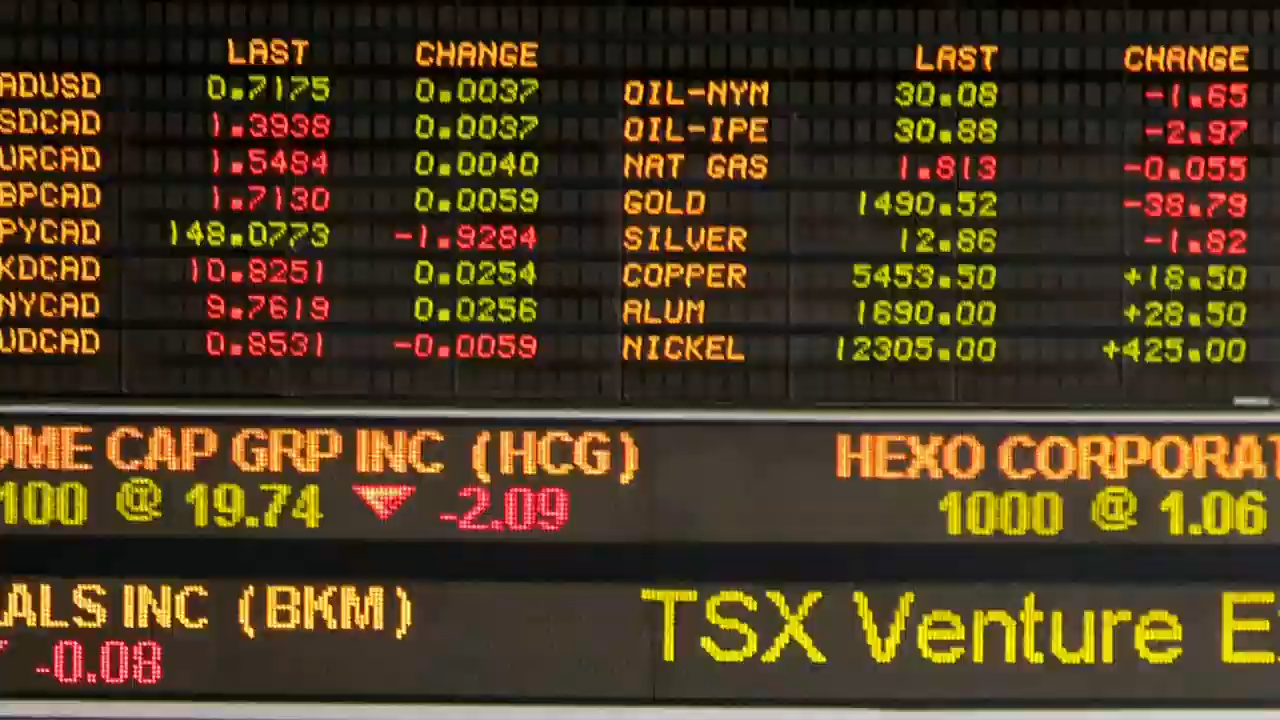 LAST CHANGE LAST CHANGE
ADUSD 0.7175 0.0037 OIL-NYM 30.08 -1.65
SDCAD 1.3938 0.0037 OIL-IPE 30.88 -2.97
URCAD 1.5484 0.0040 NAT GAS 1.813 -0.055
BPCAD 1.7130 0.0059 GOLD 1490.52 -38.79
PYCAD 148.0773 -1.9284 SILVER 12.86 -1.82
KDCAD 10.8251 0.0254 COPPER 5453.50 +18.50
NYCAD 9.7619 0.0256 ALUM 1690.00 +28.50
UDCAD 0.8531 -0.0059 NICKEL 12305.00 +425.00
OME CAP GRP INC (HCG) HEXO CORPORAT
100 @ 19.74 ▼ -2.09 1000 @ 1.06
ALS INC (BKM) TSX Venture E
-0.08